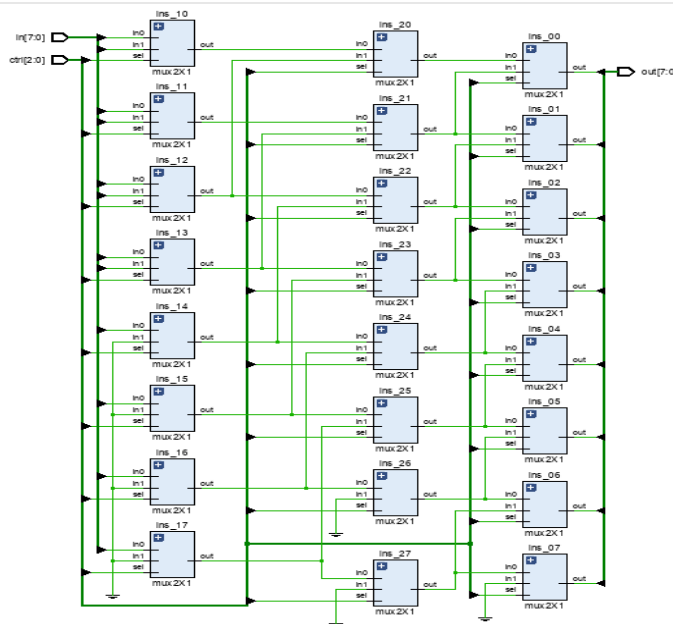 in[7:0]
ctrl[2:0]
ins_10
in0
in1
sel
out
mux2X1
ins_11
in0
in1
sel
out
mux2X1
ins_12
in0
in1
sel
out
mux2X1
ins_13
in0
in1
sel
out
mux2X1
ins_14
in0
in1
sel
out
mux2X1
ins_15
in0
in1
sel
out
mux2X1
ins_16
in0
in1
sel
out
mux2X1
ins_17
in0
in1
sel
out
mux2X1
ins_20
in0
in1
sel
out
mux2X1
ins_21
in0
in1
sel
out
mux2X1
ins_22
in0
in1
sel
out
mux2X1
ins_23
in0
in1
sel
out
mux2X1
ins_24
in0
in1
sel
out
mux2X1
ins_25
in0
in1
sel
out
mux2X1
ins_26
in0
in1
sel
out
mux2X1
ins_27
in0
in1
sel
out
mux2X1
ins_00
in0
in1
sel
out
mux2X1
ins_01
in0
in1
sel
out
mux2X1
ins_02
in0
in1
sel
out
mux2X1
ins_03
in0
in1
sel
out
mux2X1
ins_04
in0
in1
sel
out
mux2X1
ins_05
in0
in1
sel
out
mux2X1
ins_06
in0
in1
sel
out
mux2X1
ins_07
in0
in1
sel
out
mux2X1
out[7:0